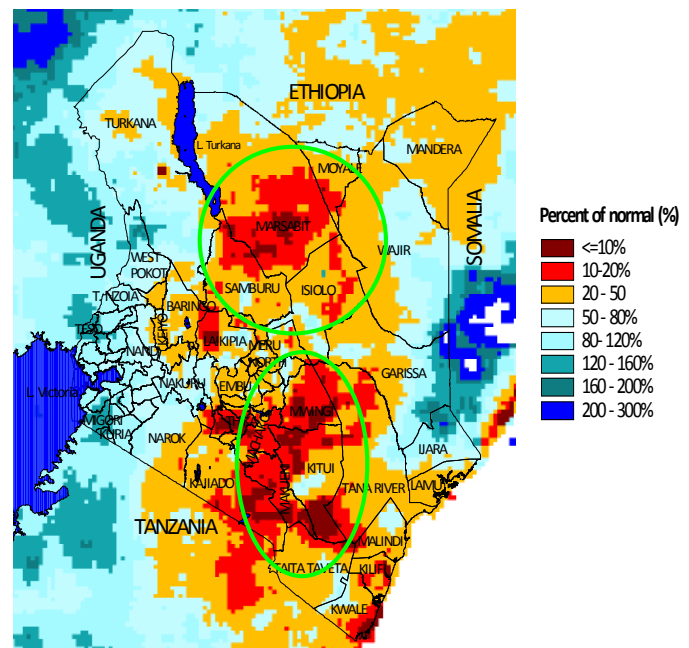 ETHIOPIA
TURKANA
L. Turkana
MANDERA
MOYALE
MARSABIT
WAJIR
SOMALIA
UGANDA
WEST
POKOT
SAMBURU
ISIOLO
T. NZOIA
BARINGO
LAIKIPIA
MERU
NORTH
NANDI
GARISSA
NAKURU
EMBU
L. Victoria
MWINGI
MIGORI
KURIA
NAROK
IJARA
KITUI
KAJIADO
TANA RIVER
LAMU
TANZANIA
MALINDI
TAITA TAVETA
KILIFI
KWALE
Percent of normal (%)
<=10%
10-20%
20 - 50
50 - 80%
80- 120%
120 - 160%
160 - 200%
200 - 300%